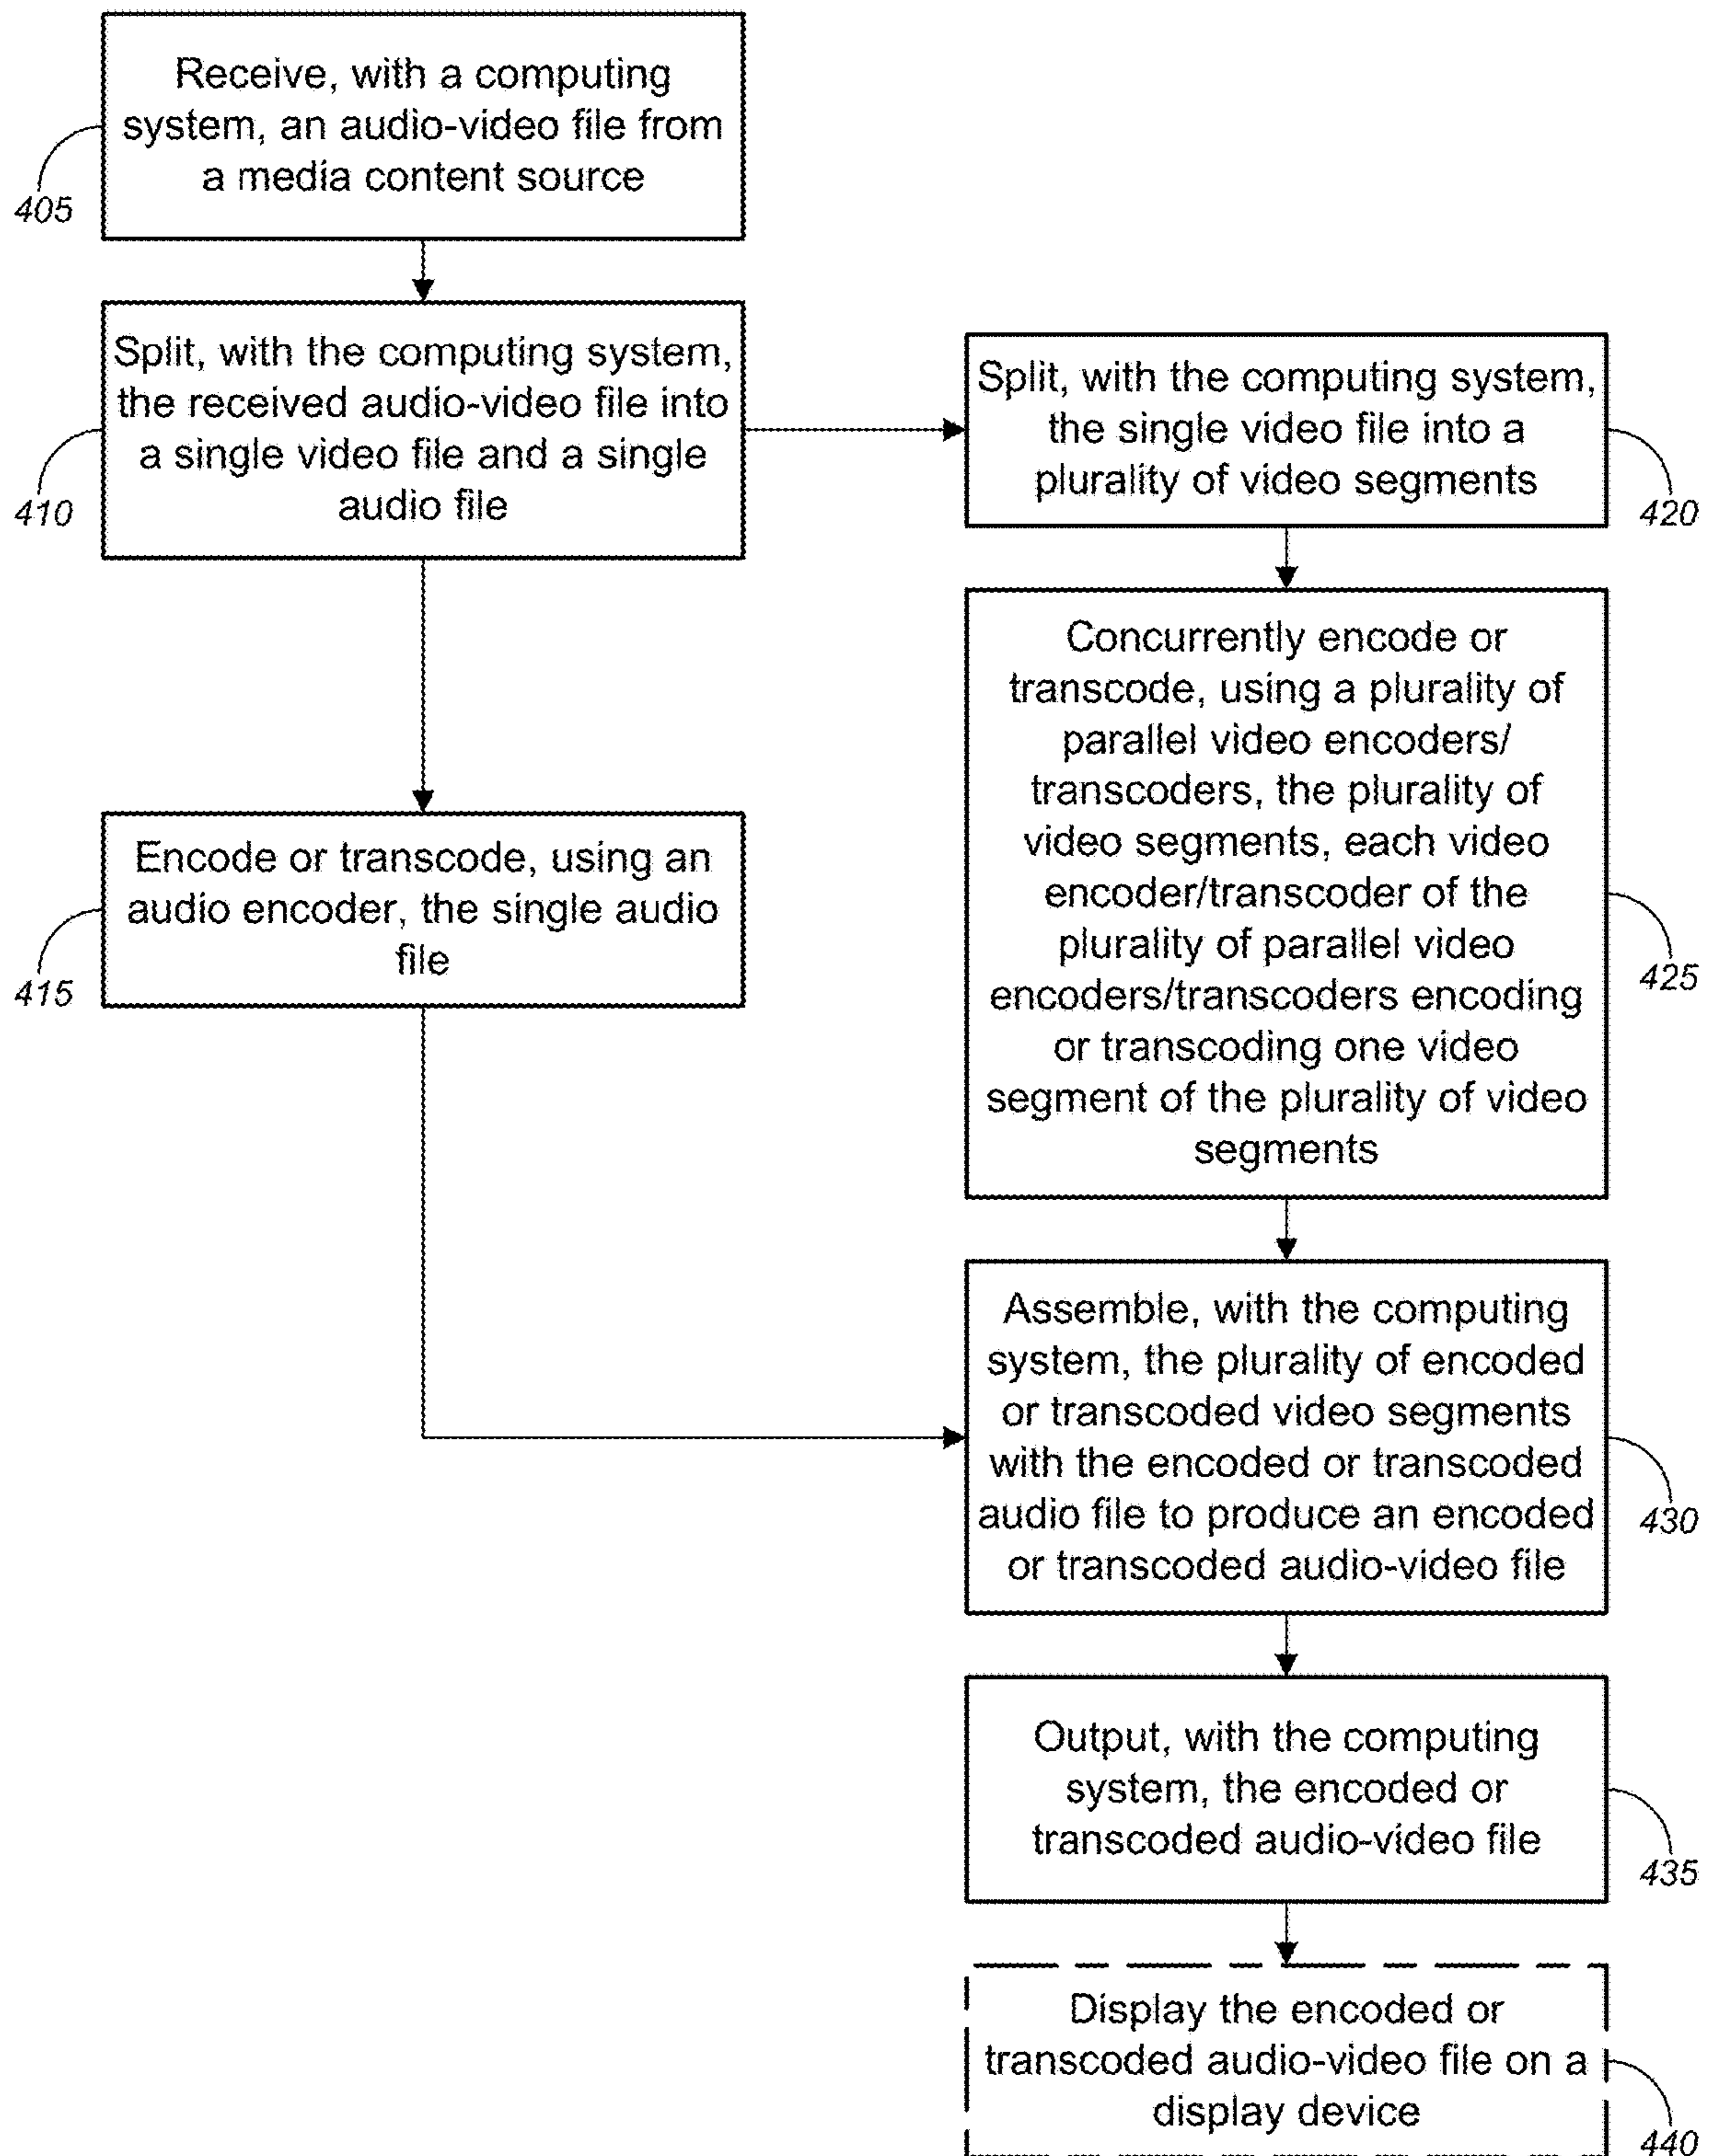 Receive, with a computing
system, an audio-video file from
a media content source
405
Split, with the computing system,
the received audio-video file into
a single video file and a single
audio file
410
Encode or transcode, using an
audio encoder, the single audio
file
415
Split, with the computing system,
the single video file into a
plurality of video segments
420
Concurrently encode or
transcode, using a plurality of
parallel video encoders/
transcoders, the plurality of
video segments, each video
encoder/transcoder of the
plurality of parallel video
encoders/transcoders encoding
or transcoding one video
segment of the plurality of video
segments
425
Assemble, with the computing
system, the plurality of encoded
or transcoded video segments
with the encoded or transcoded
audio file to produce an encoded
or transcoded audio-video file
430
Output, with the computing
system, the encoded or
transcoded audio-video file
435
Display the encoded or
transcoded audio-video file on a
display device
440